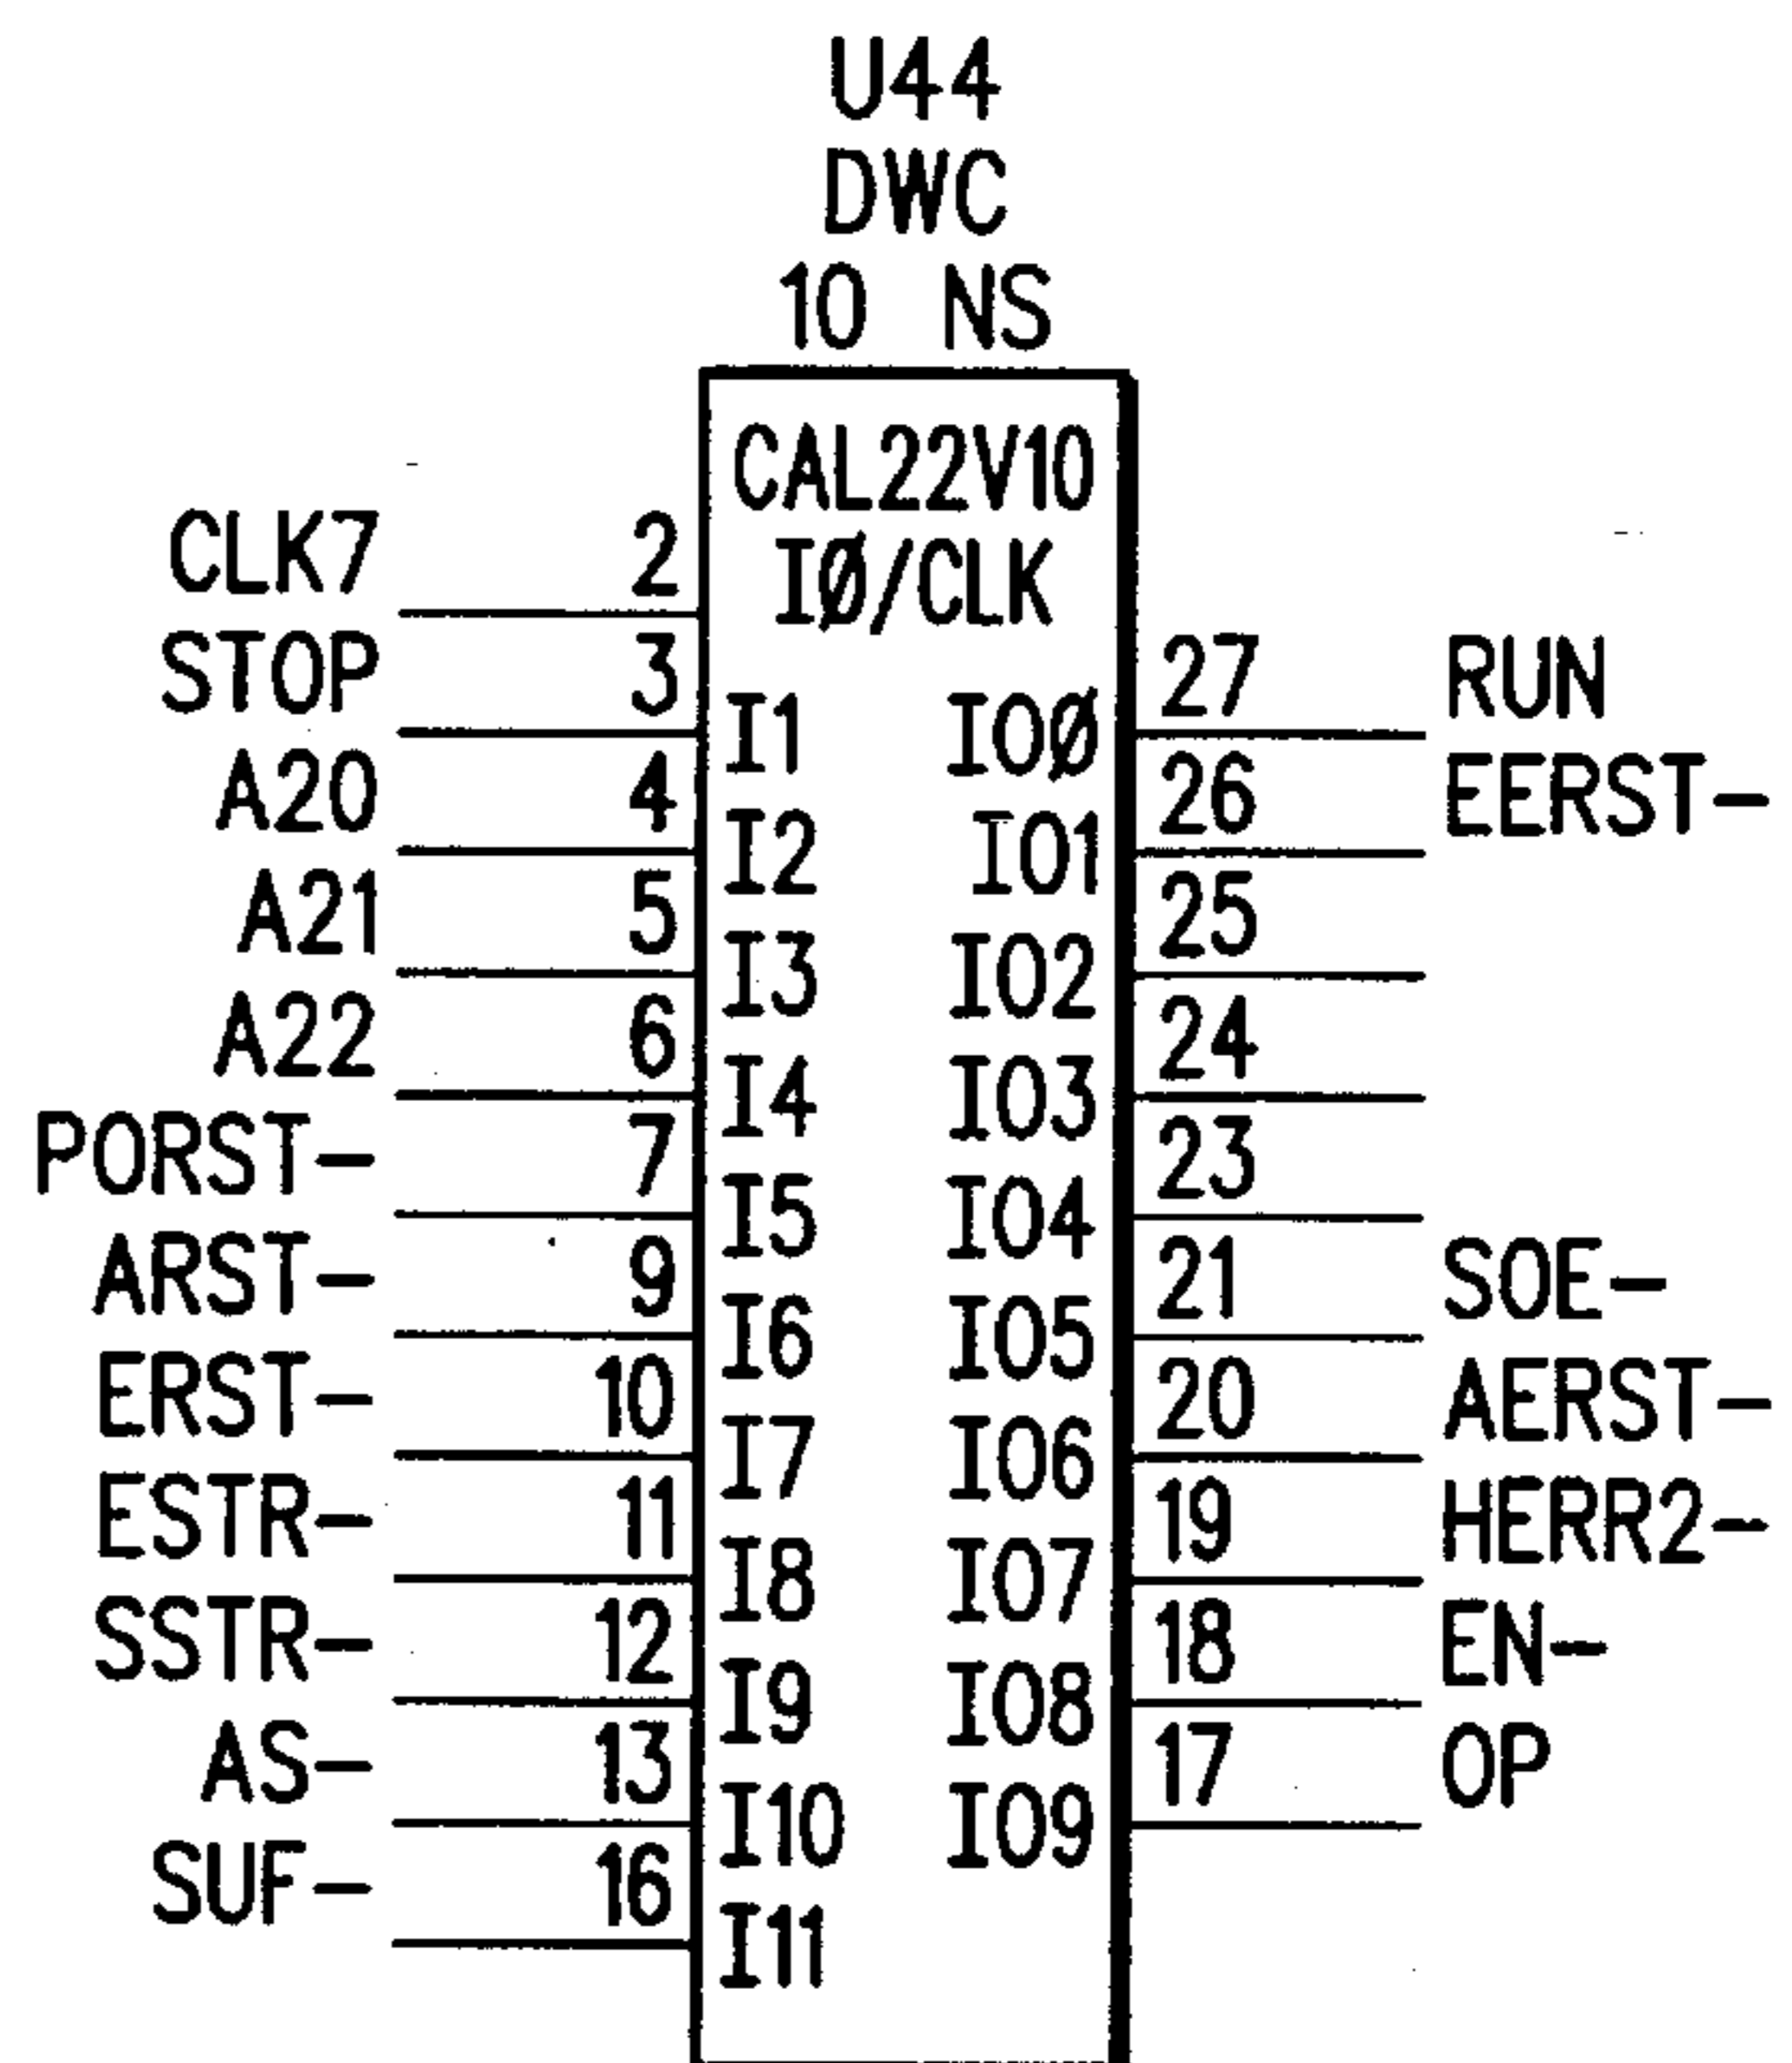 U44
DWC
10 NS
CAL22V10
CLK7 2 IØ/CLK
STOP 3 I1 IOØ 27 RUN
A20 4 I2 IO1 26 EERST-
A21 5 I3 IO2 25
A22 6 I4 IO3 24
PORST- 7 I5 IO4 23
ARST- 9 I6 IO5 21 SOE-
ERST- 10 I7 IO6 20 AERST-
ESTR- 11 I8 IO7 19 HERR2-
SSTR- 12 I9 IO8 18 EN-
AS- 13 I10 IO9 17 OP
SUF- 16 I11